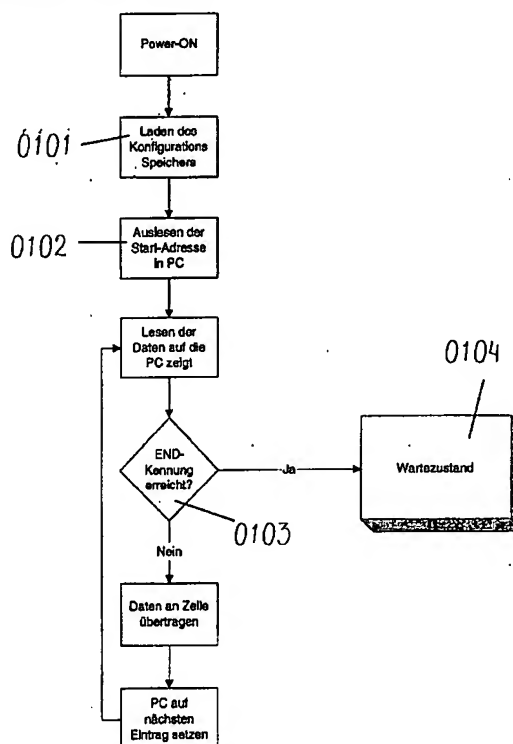 Power-ON
0101
Laden des
Konfigurations
Speichers
0102
Auslesen der
Start-Adresse
in PC
Lesen der
Daten auf die
PC zeigt
0104
Wartezustand
END-
Kennung
erreicht?
Ja
0103
Nein
Daten an Zelle
übertragen
PC auf
nächsten
Eintrag setzen